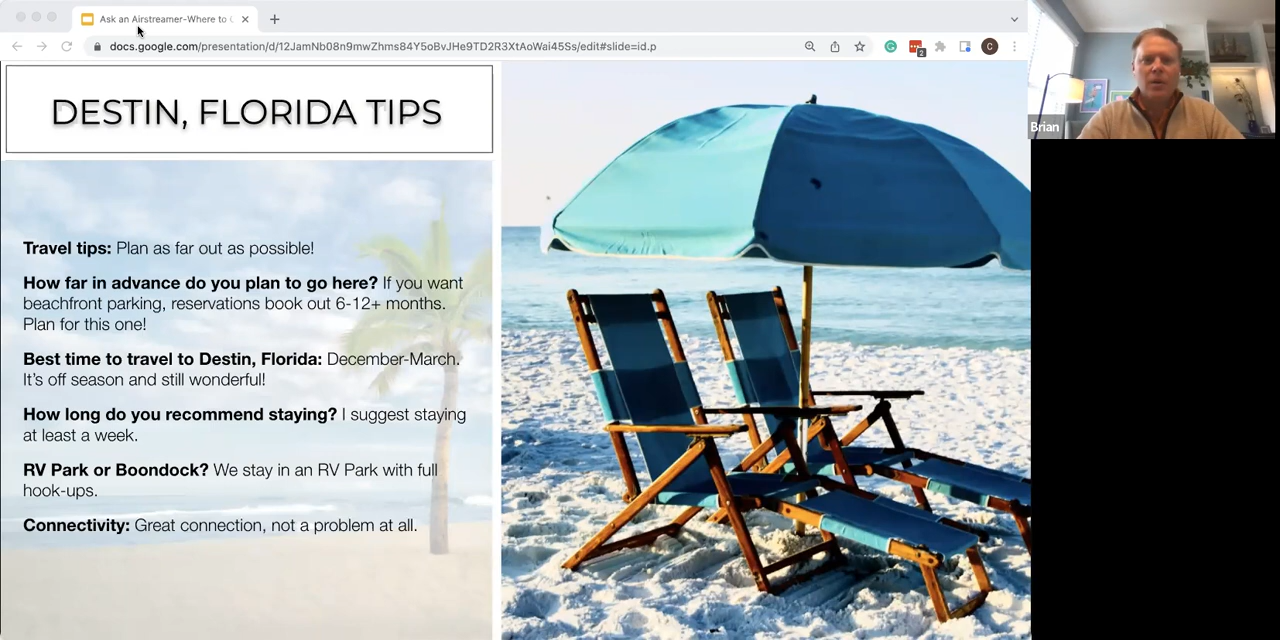 Ask an Airstreamer-Where to
docs.google.com/presentation/d/12JamNb08n9mwZhms84Y5oBvJHe9TD2R3XtAoWai45Ss/edit#slide=id.p
2
C
DESTIN, FLORIDA TIPS
Brian
Travel tips: Plan as far out as possible!
How far in advance do you plan to go here? If you want
beachfront parking, reservations book out 6-12+ months.
Plan for this one!
Best time to travel to Destin, Florida: December-March.
It's off season and still wonderful!
How long do you recommend staying? I suggest staying
at least a week.
RV Park or Boondock? We stay in an RV Park with full
hook-ups.
Connectivity: Great connection, not a problem at all.